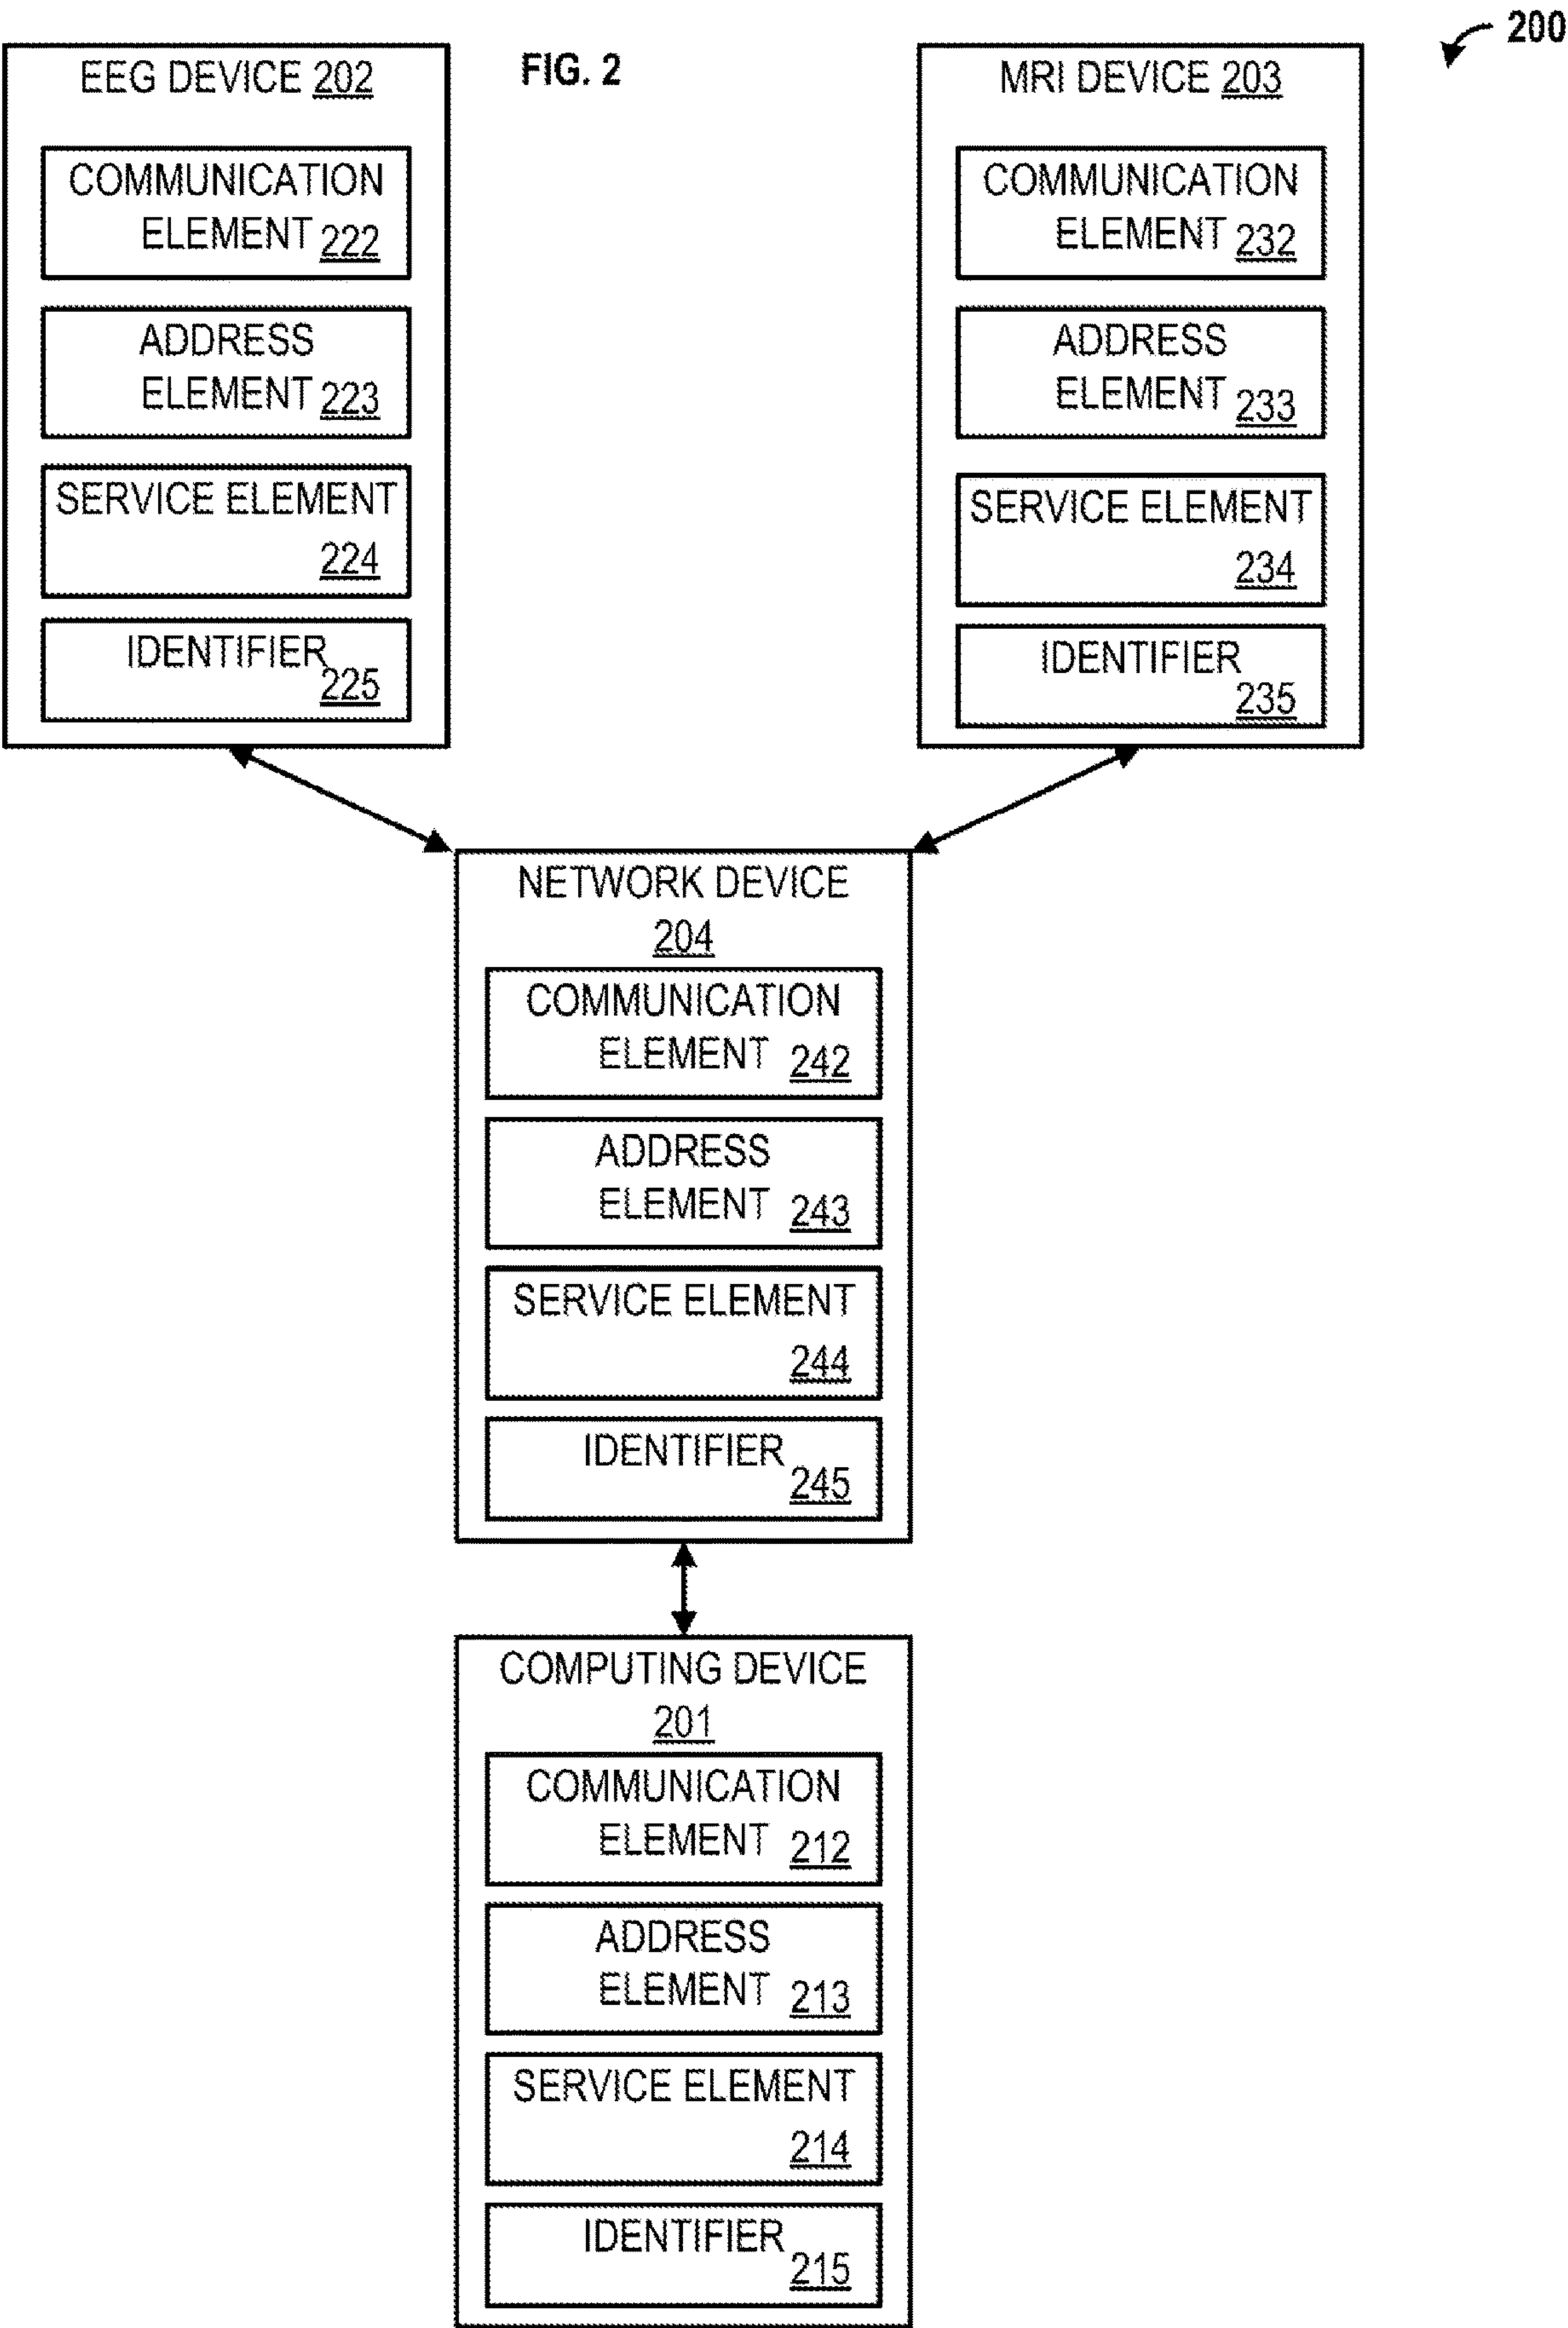 200
FIG. 2
EEG DEVICE 202
COMMUNICATION
ELEMENT 222
ADDRESS
ELEMENT 223
SERVICE ELEMENT
224
IDENTIFIER
225
MRI DEVICE 203
COMMUNICATION
ELEMENT 232
ADDRESS
ELEMENT 233
SERVICE ELEMENT
234
IDENTIFIER
235
NETWORK DEVICE
204
COMMUNICATION
ELEMENT 242
ADDRESS
ELEMENT 243
SERVICE ELEMENT
244
IDENTIFIER
245
COMPUTING DEVICE
201
COMMUNICATION
ELEMENT 212
ADDRESS
ELEMENT 213
SERVICE ELEMENT
214
IDENTIFIER
215